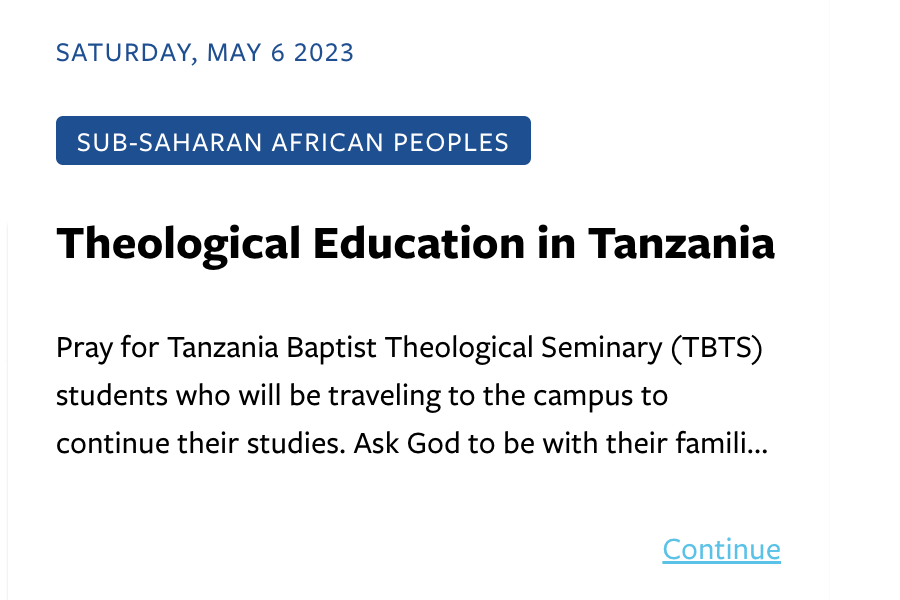 SATURDAY, MAY 6 2023
SUB-SAHARAN AFRICAN PEOPLES
Theological Education in Tanzania
Pray for Tanzania Baptist Theological Seminary (TBTS)
students who will be traveling to the campus to
continue their studies. Ask God to be with their famili...
Continue